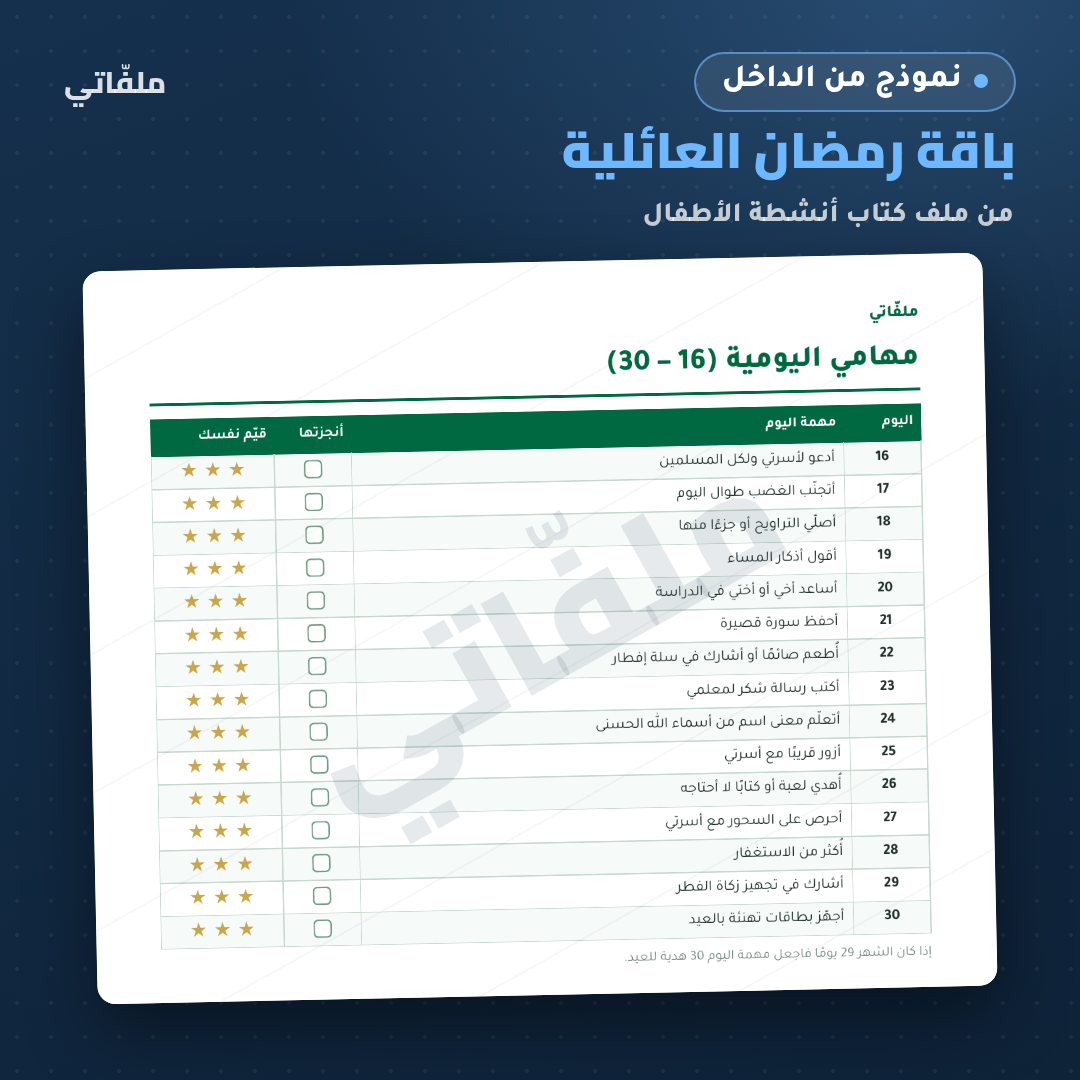 ملفّاتي
نموذج من الداخل
باقة رمضان العائلية
من ملف كتاب أنشطة الأطفال
ملفّاتي
مهامي اليومية (16 – 30)
اليوم مهمة اليوم أنجزتها قيّم نفسك
16 أدعو لأسرتي ولكل المسلمين ★ ★ ★
17 أتجنّب الغضب طوال اليوم ★ ★ ★
18 أصلّي التراويح أو جزءًا منها ★ ★ ★
19 أقول أذكار المساء ★ ★ ★
20 أساعد أخي أو أختي في الدراسة ★ ★ ★
21 أحفظ سورة قصيرة ★ ★ ★
22 أُطعم صائمًا أو أشارك في سلة إفطار ★ ★ ★
23 أكتب رسالة شكر لمعلمي ★ ★ ★
24 أتعلّم معنى اسم من أسماء الله الحسنى ★ ★ ★
25 أزور قريبًا مع أسرتي ★ ★ ★
26 أُهدي لعبة أو كتابًا لا أحتاجه ★ ★ ★
27 أحرص على السحور مع أسرتي ★ ★ ★
28 أُكثر من الاستغفار ★ ★ ★
29 أشارك في تجهيز زكاة الفطر ★ ★ ★
30 أجهّز بطاقات تهنئة بالعيد ★ ★ ★
إذا كان الشهر 29 يومًا فاجعل مهمة اليوم 30 هدية للعيد.
ملفّاتي